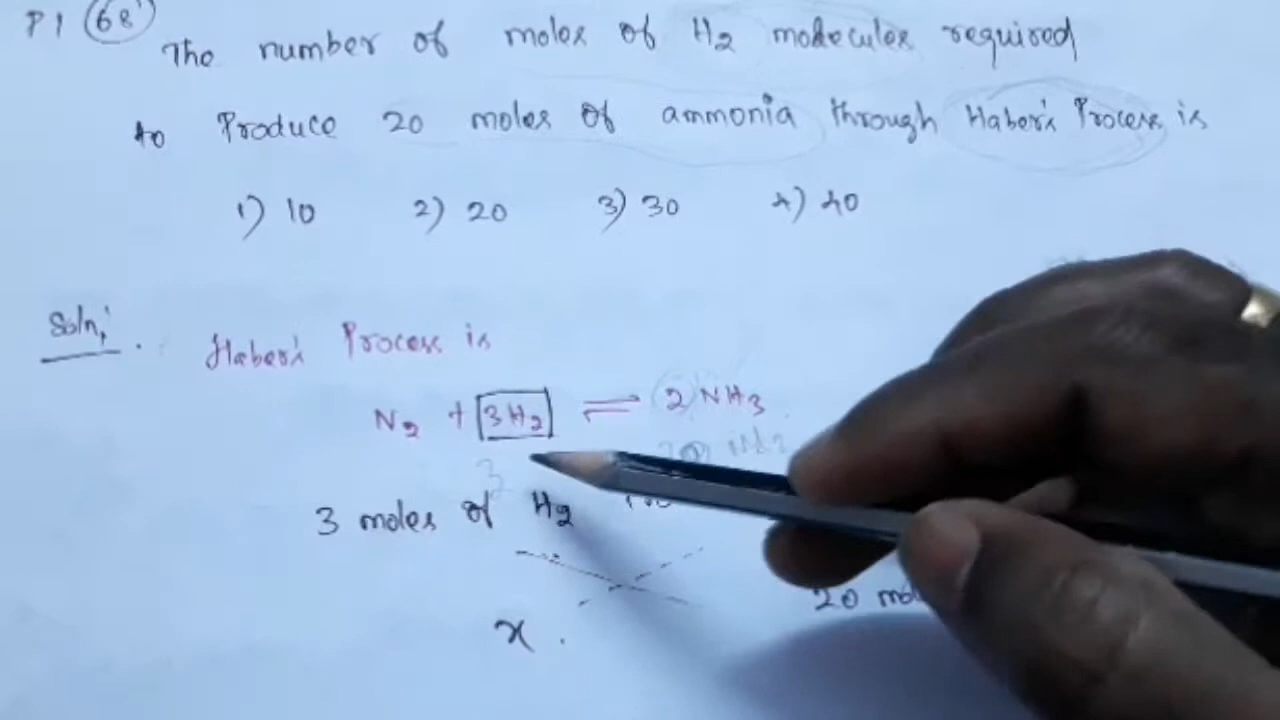 P1 68
The number of moles of H2 molecules required
to Produce 20 moles of ammonia through Haber's Process is
1) 10 2) 20 3) 30 4) 40
Soln;
Haber's Process is
N2 + 3H2 ⇌ 2NH3
3
3 moles of H2
20
x.